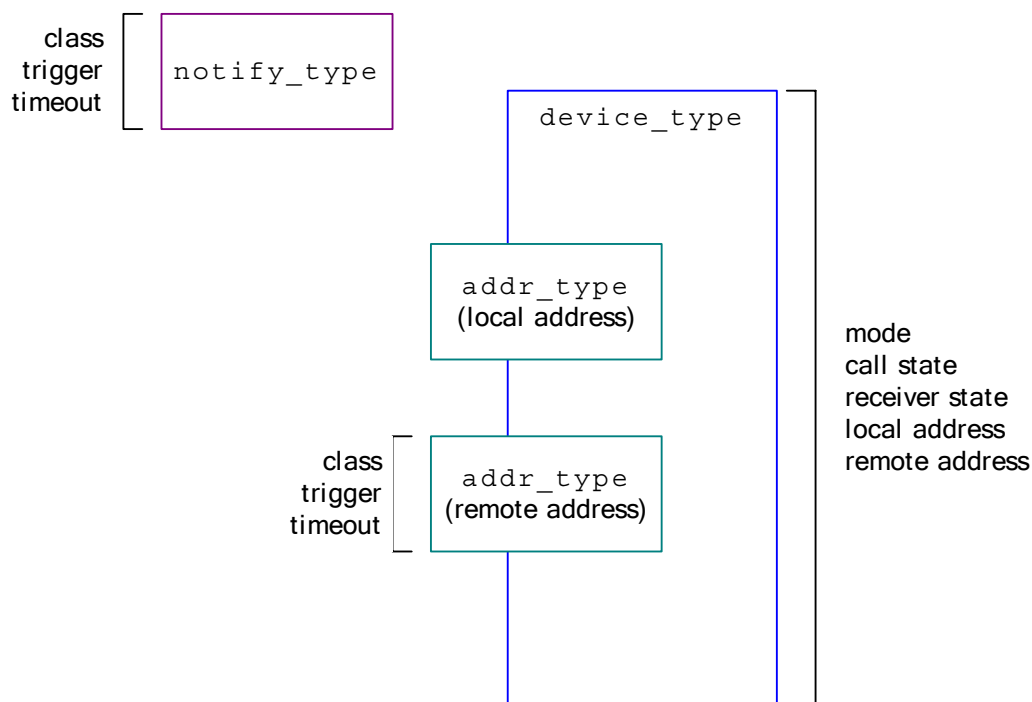 class
trigger
timeout
notify_type
device_type
addr_type
(local address)
mode
call state
receiver state
local address
remote address
class
trigger
timeout
addr_type
(remote address)